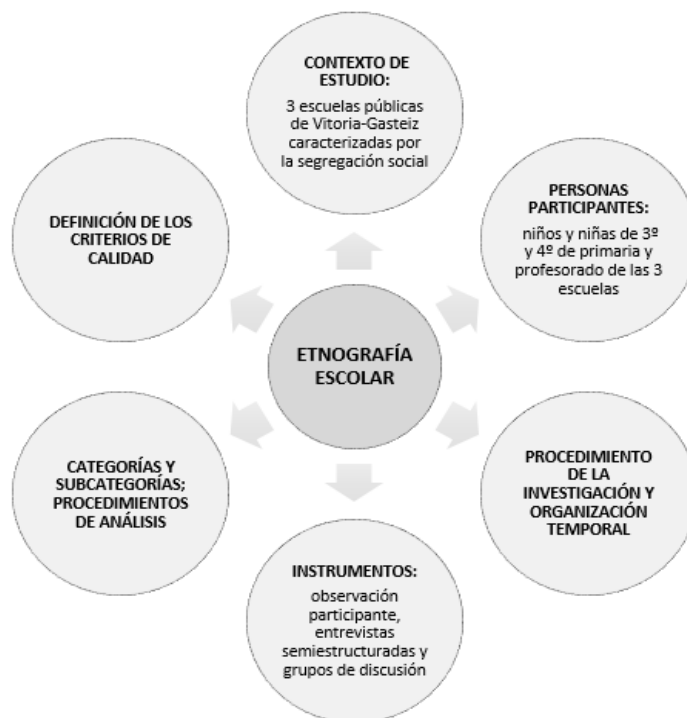 CONTEXTO DE
ESTUDIO:
3 escuelas públicas
de Vitoria-Gasteiz
caracterizadas por
la segregación social
PERSONAS
PARTICIPANTES:
niños y niñas de 3º
y 4º de primaria y
profesorado de las 3
escuelas
PROCEDIMIENTO
DE LA
INVESTIGACIÓN Y
ORGANIZACIÓN
TEMPORAL
INSTRUMENTOS:
observación
participante,
entrevistas
semiestructuradas y
grupos de discusión
CATEGORÍAS Y
SUBCATEGORÍAS;
PROCEDIMIENTOS
DE ANÁLISIS
DEFINICIÓN DE LOS
CRITERIOS DE
CALIDAD
ETNOGRAFÍA
ESCOLAR